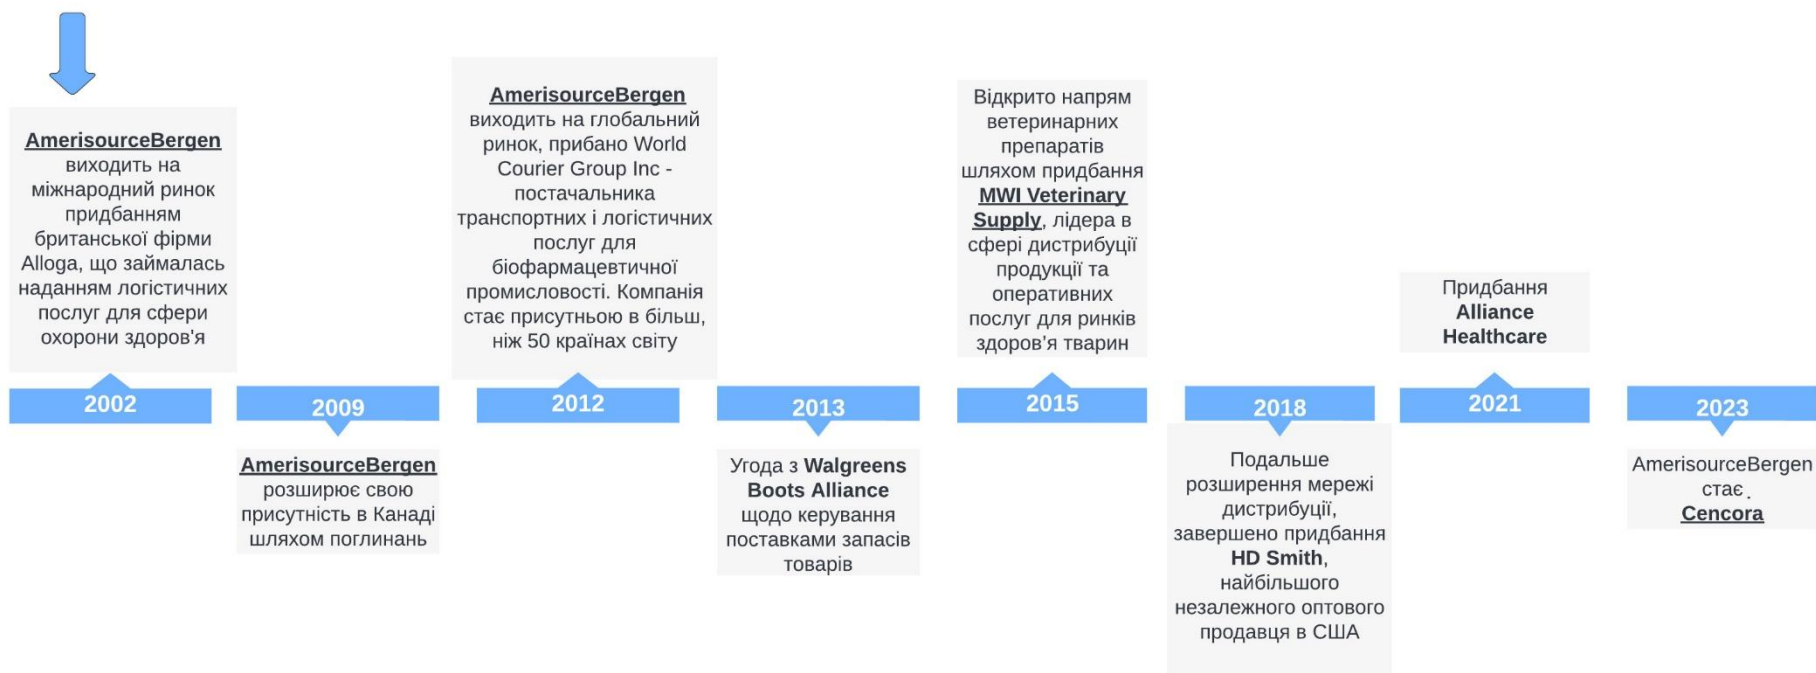 AmerisourceBergen
виходить на
міжнародний ринок
придбанням
британської фірми
Alloga, що займалась
наданням логістичних
послуг для сфери
охорони здоров'я
2002
2009
AmerisourceBergen
розширює свою
присутність в Канаді
шляхом поглинань
AmerisourceBergen
виходить на глобальний
ринок, прибано World
Courier Group Inc -
постачальника
транспортних і логістичних
послуг для
біофармацевтичної
промисловості. Компанія
стає присутньою в більш,
ніж 50 країнах світу
2012
2013
Угода з Walgreens
Boots Alliance
щодо керування
поставками запасів
товарів
Відкрито напрям
ветеринарних
препаратів
шляхом придбання
MWI Veterinary
Supply, лідера в
сфері дистрибуції
продукції та
оперативних
послуг для ринків
здоров’я тварин
2015
2018
Подальше
розширення мережі
дистрибуції,
завершено придбання
HD Smith,
найбільшого
незалежного оптового
продавця в США
Придбання
Alliance
Healthcare
2021
2023
AmerisourceBergen
стає .
Cencora